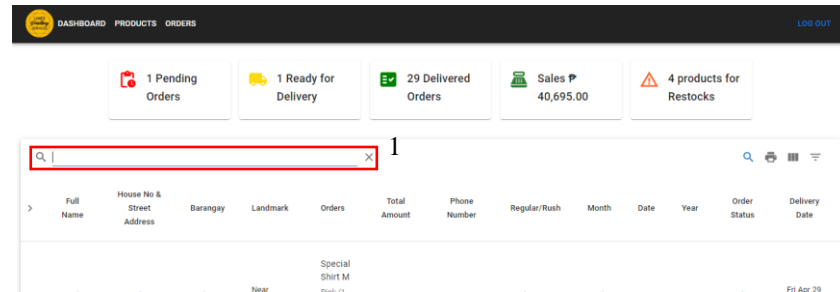 DASHBOARD PRODUCTS ORDERS LOG OUT
1 Pending
Orders
1 Ready for
Delivery
29 Delivered
Orders
Sales ₱
40,695.00
4 products for
Restocks
1
Full
Name
House No &
Street
Address
Barangay
Landmark
Orders
Total
Amount
Phone
Number
Regular/Rush
Month
Date
Year
Order
Status
Delivery
Date
Special
Shirt M
Near
Fri Apr 29